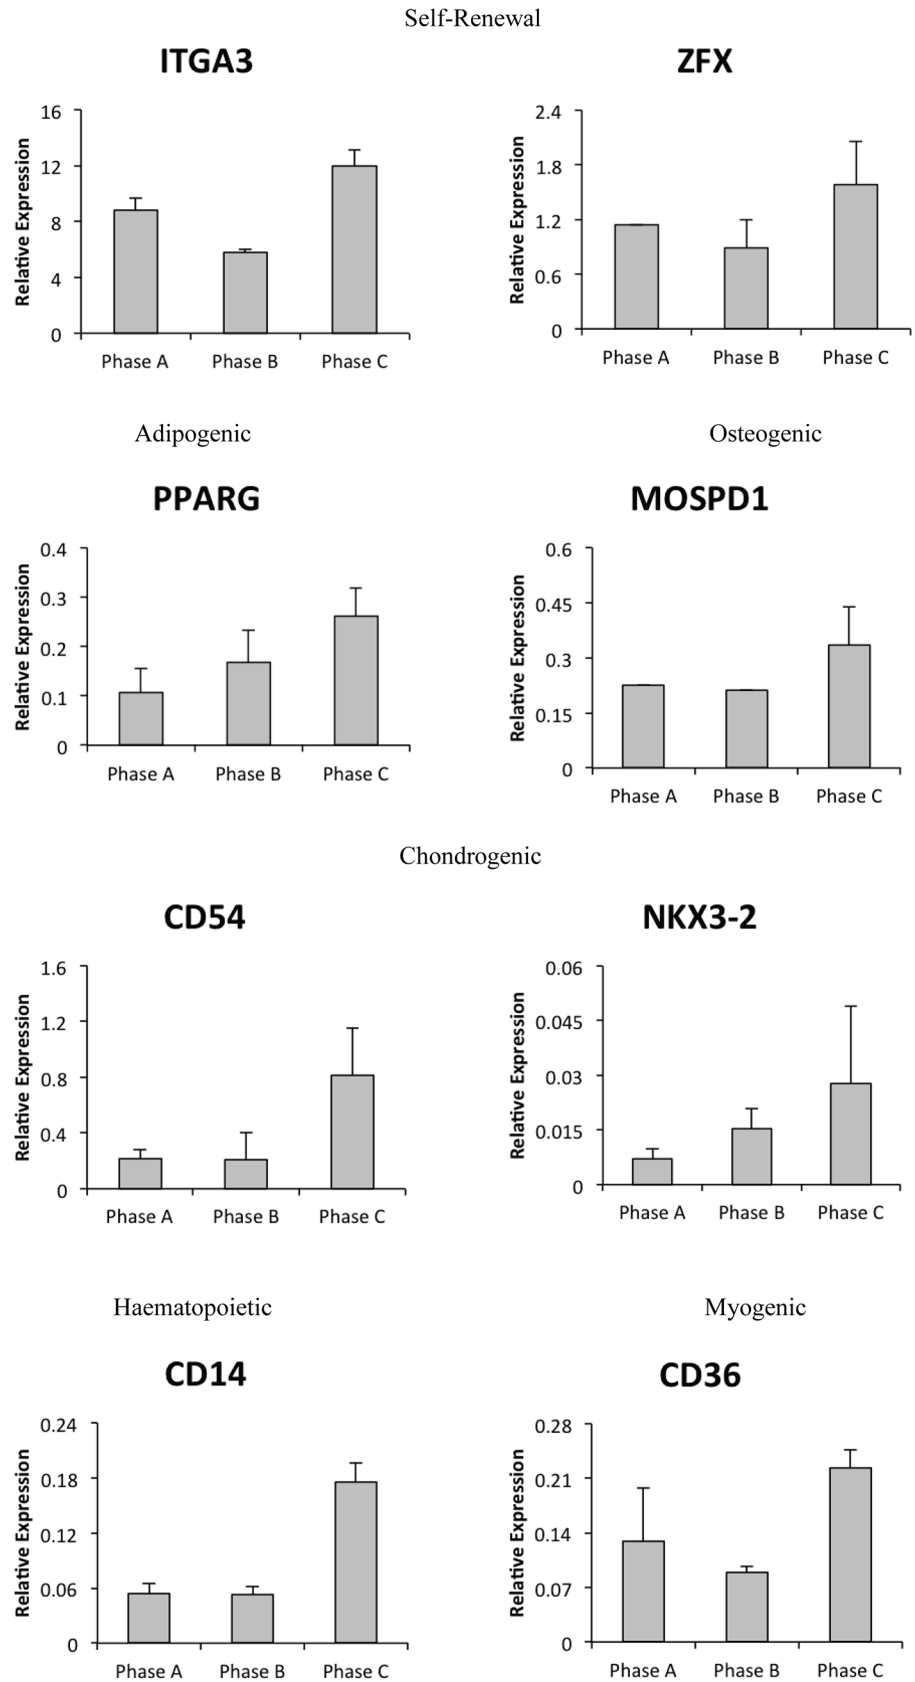 Self-Renewal
ITGA3
Relative Expression
16
12
8
4
0
Phase A Phase B Phase C
ZFX
Relative Expression
2.4
1.8
1.2
0.6
0
Phase A Phase B Phase C
Adipogenic
PPARG
Relative Expression
0.4
0.3
0.2
0.1
0
Phase A Phase B Phase C
Osteogenic
MOSPD1
Relative Expression
0.6
0.45
0.3
0.15
0
Phase A Phase B Phase C
Chondrogenic
CD54
Relative Expression
1.6
1.2
0.8
0.4
0
Phase A Phase B Phase C
NKX3-2
Relative Expression
0.06
0.045
0.03
0.015
0
Phase A Phase B Phase C
Haematopoietic
CD14
Relative Expression
0.24
0.18
0.12
0.06
0
Phase A Phase B Phase C
Myogenic
CD36
Relative Expression
0.28
0.21
0.14
0.07
0
Phase A Phase B Phase C